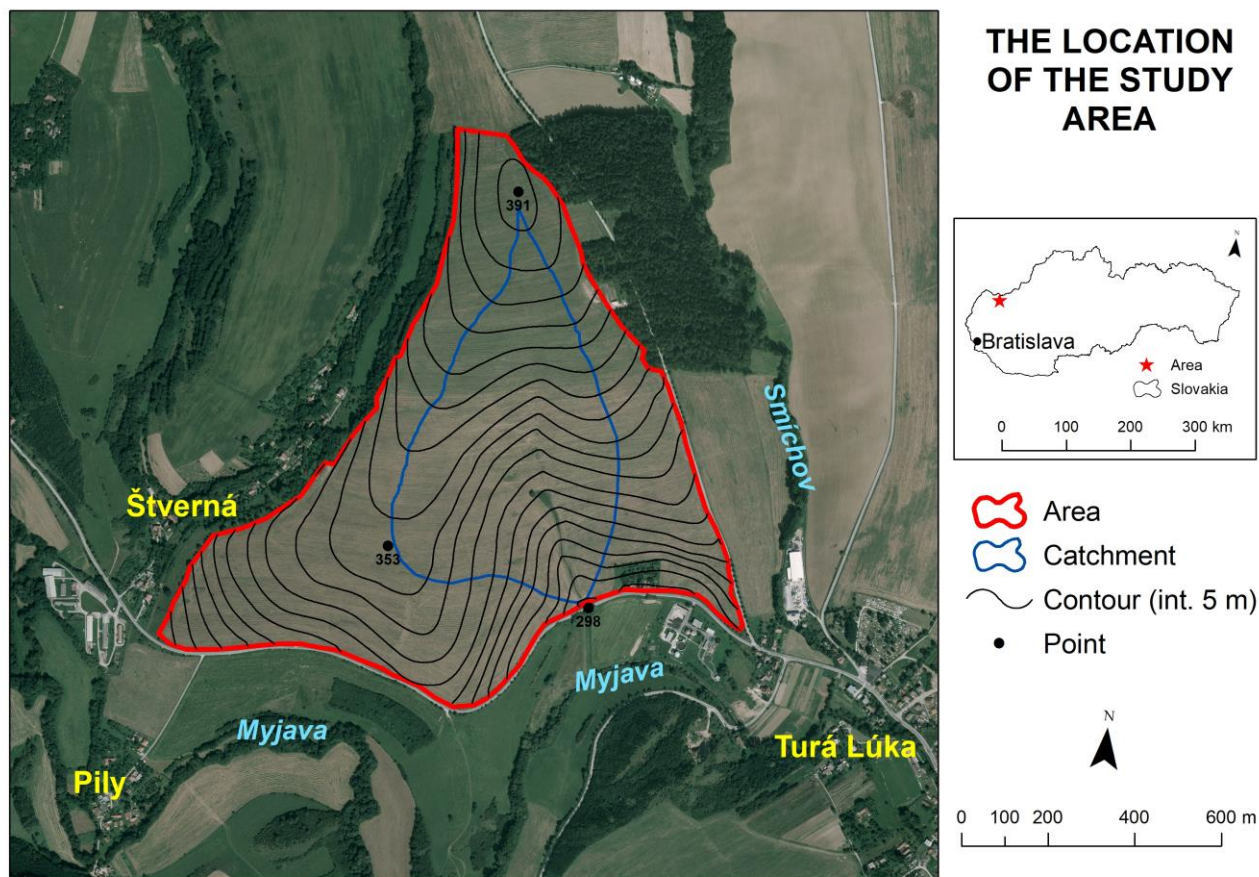 THE LOCATION
OF THE STUDY
AREA
391
353
298
Štverná
Smíchov
Myjava
Myjava
Pily
Turá Lúka
N
Bratislava
Area
Slovakia
0 100 200 300 km
Area
Catchment
Contour (int. 5 m)
Point
N
0 100 200 400 600 m